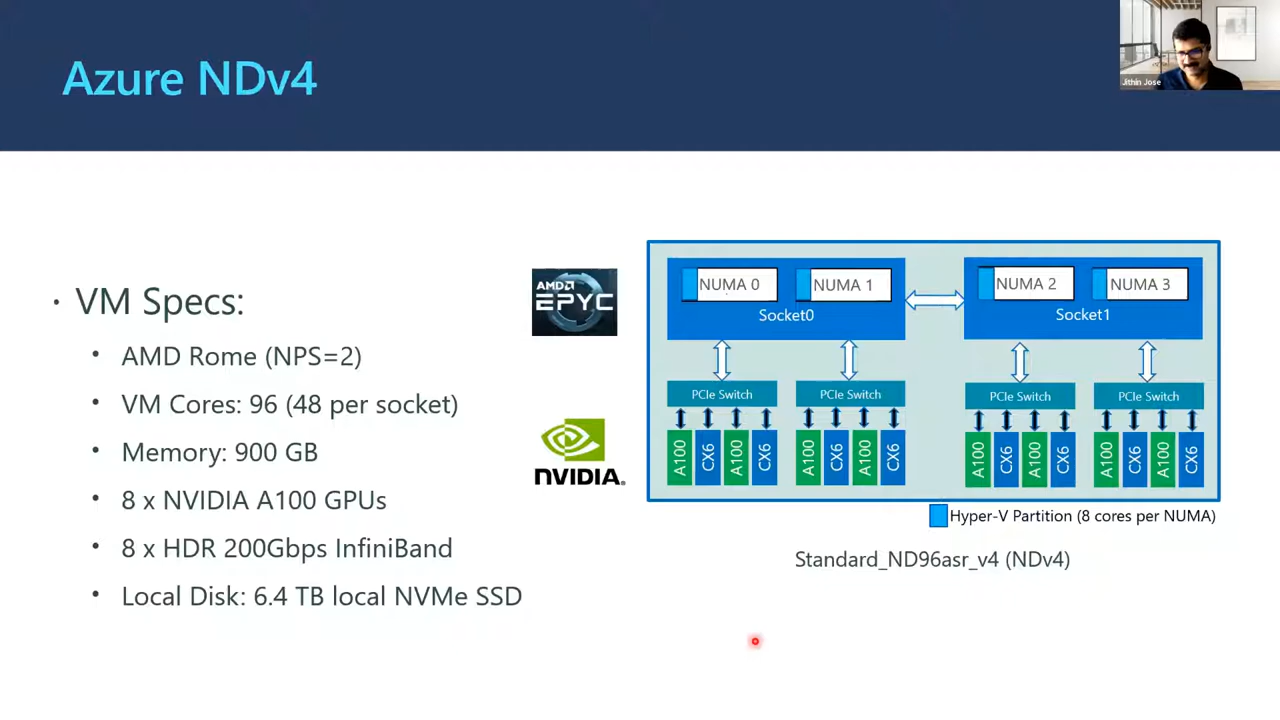 Azure NDv4
Jithin Jose
• VM Specs:
• AMD Rome (NPS=2)
• VM Cores: 96 (48 per socket)
• Memory: 900 GB
• 8 x NVIDIA A100 GPUs
• 8 x HDR 200Gbps InfiniBand
• Local Disk: 6.4 TB local NVMe SSD
AMD
EPYC
NVIDIA.
NUMA 0 NUMA 1 NUMA 2 NUMA 3
Socket0 Socket1
PCIe Switch PCIe Switch PCIe Switch PCIe Switch
A100 CX6 A100 CX6 A100 CX6 A100 CX6 A100 CX6 A100 CX6 A100 CX6 A100 CX6
Hyper-V Partition (8 cores per NUMA)
Standard_ND96asr_v4 (NDv4)